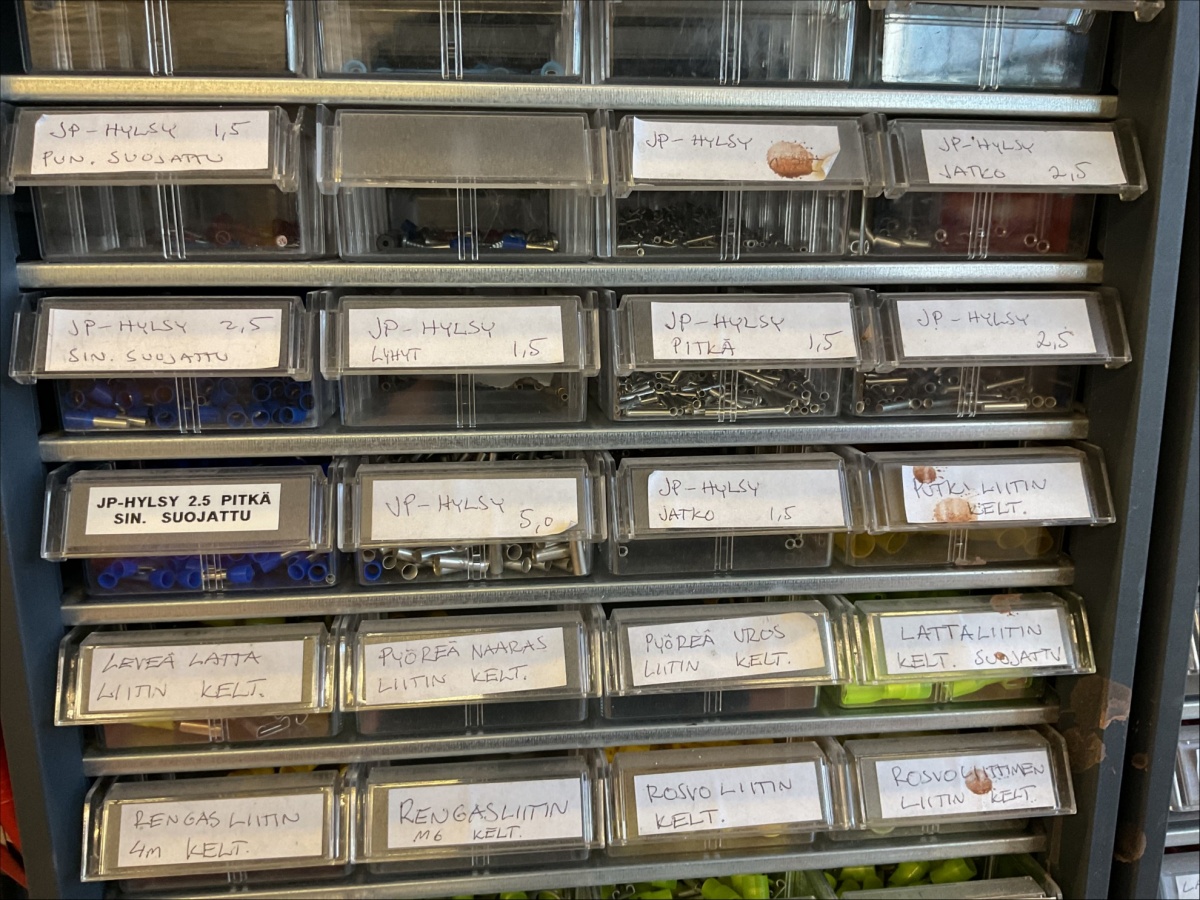 JP-HYLSY 1,5
PUN. SUOJATTU
JP-HYLSY
JP-HYLSY
JATKO 2,5
JP-HYLSY 2,5
SIN. SUOJATTU
JP-HYLSY
LYHYT 1,5
JP-HYLSY
PITKÄ 1,5
JP-HYLSY
2,5
JP-HYLSY 2.5 PITKÄ
SIN. SUOJATTU
JP-HYLSY
5,0
JP-HYLSY
JATKO 1,5
PUTKILIITIN
KELT.
LEVEÄ LATTA
LIITIN KELT.
PYÖREÄ NAARAS
LIITIN KELT.
PYÖREÄ UROS
LIITIN KELT.
LATTALIITIN
KELT. SUOJATTU
RENGASLIITIN
4m KELT.
RENGASLIITIN
M6 KELT.
ROSVOLIITIN
KELT.
ROSVOLIITTIMEN
LIITIN KELT.